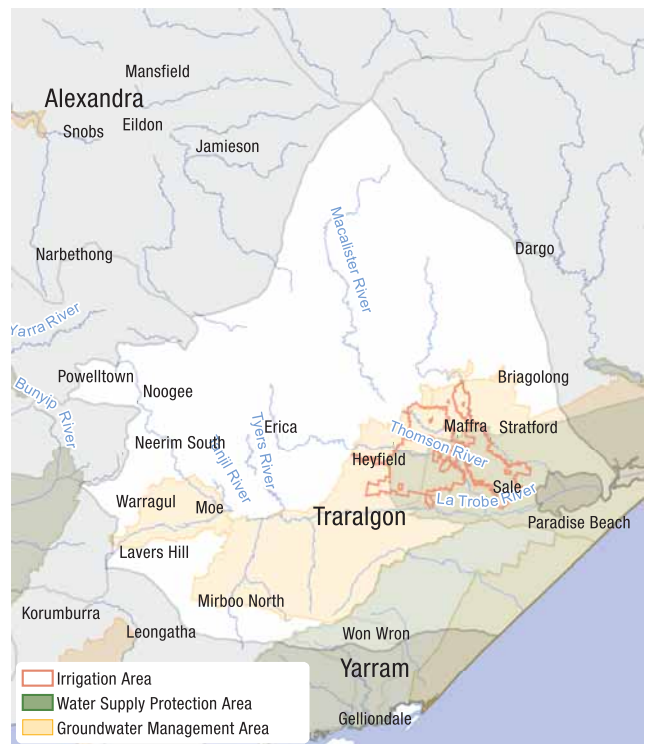 Mansfield
Alexandra
Snobs
Eildon
Jamieson
Macalister River
Narbethong
Dargo
Yarra River
Powelltown
Noogee
Briagolong
Bunyip River
Neerim South
Tyers River
Erica
Maffra
Stratford
Thomson River
Heyfield
Warragul
Moe
Sale
La Trobe River
Traralgon
Paradise Beach
Lavers Hill
Mirboo North
Korumburra
Leongatha
Won Wron
Yarram
Gelliondale
Irrigation Area
Water Supply Protection Area
Groundwater Management Area